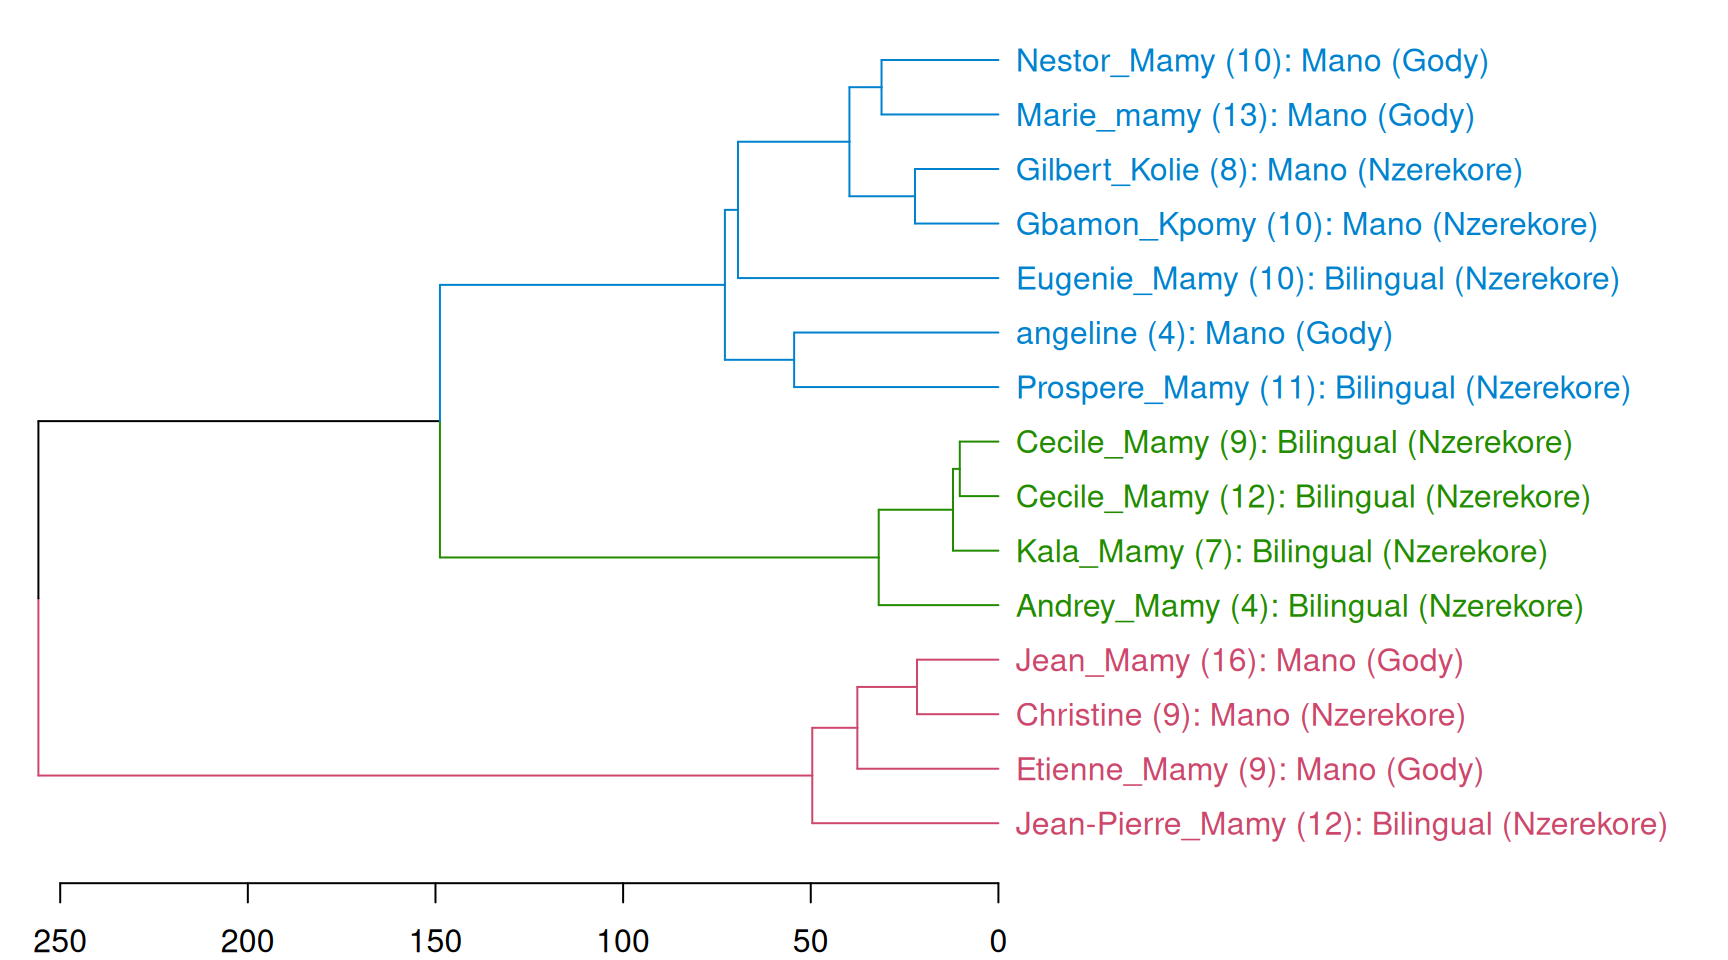 Nestor_Mamy (10): Mano (Gody)
Marie_mamy (13): Mano (Gody)
Gilbert_Kolie (8): Mano (Nzerekore)
Gbamon_Kpomy (10): Mano (Nzerekore)
Eugenie_Mamy (10): Bilingual (Nzerekore)
angeline (4): Mano (Gody)
Prospere_Mamy (11): Bilingual (Nzerekore)
Cecile_Mamy (9): Bilingual (Nzerekore)
Cecile_Mamy (12): Bilingual (Nzerekore)
Kala_Mamy (7): Bilingual (Nzerekore)
Andrey_Mamy (4): Bilingual (Nzerekore)
Jean_Mamy (16): Mano (Gody)
Christine (9): Mano (Nzerekore)
Etienne_Mamy (9): Mano (Gody)
Jean-Pierre_Mamy (12): Bilingual (Nzerekore)
250 200 150 100 50 0